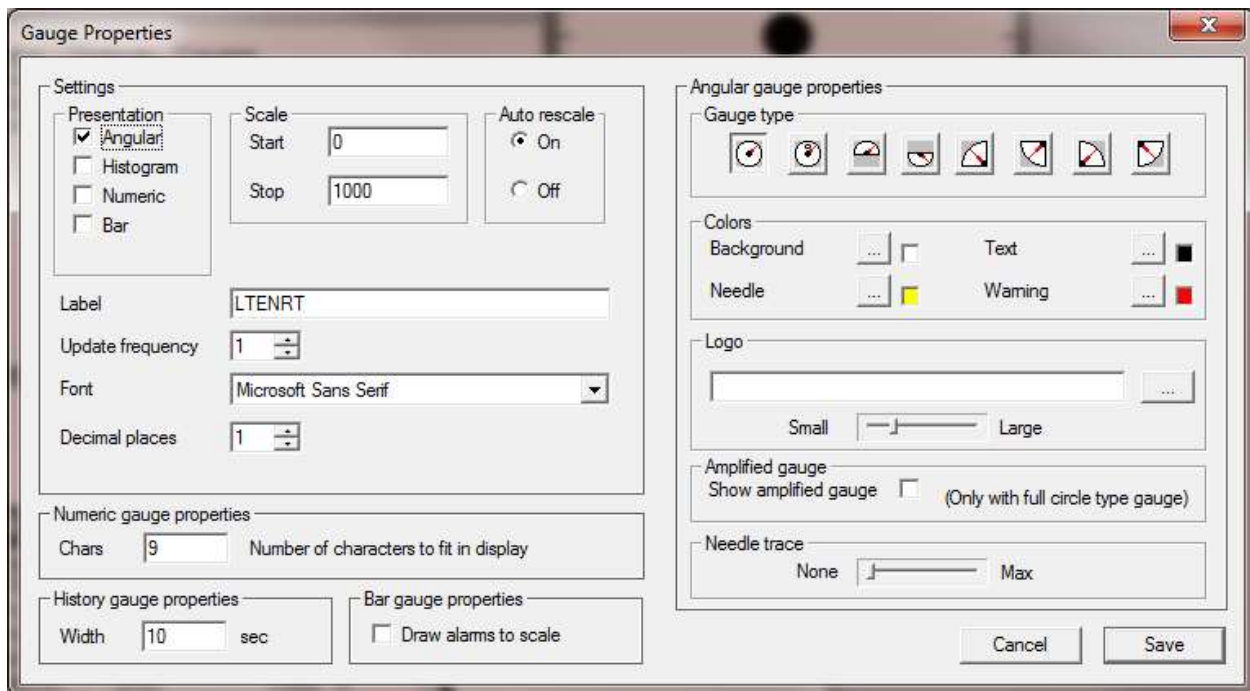 Gauge Properties
Settings
Presentation
Angular
Histogram
Numeric
Bar
Scale
Start 0
Stop 1000
Auto rescale
On
Off
Label LTENRT
Update frequency 1
Font Microsoft Sans Serif
Decimal places 1
Numeric gauge properties
Chars 9 Number of characters to fit in display
History gauge properties
Width 10 sec
Bar gauge properties
Draw alarms to scale
Angular gauge properties
Gauge type
Colors
Background ... Text ...
Needle ... Warning ...
Logo
...
Small Large
Amplified gauge
Show amplified gauge (Only with full circle type gauge)
Needle trace
None Max
Cancel Save